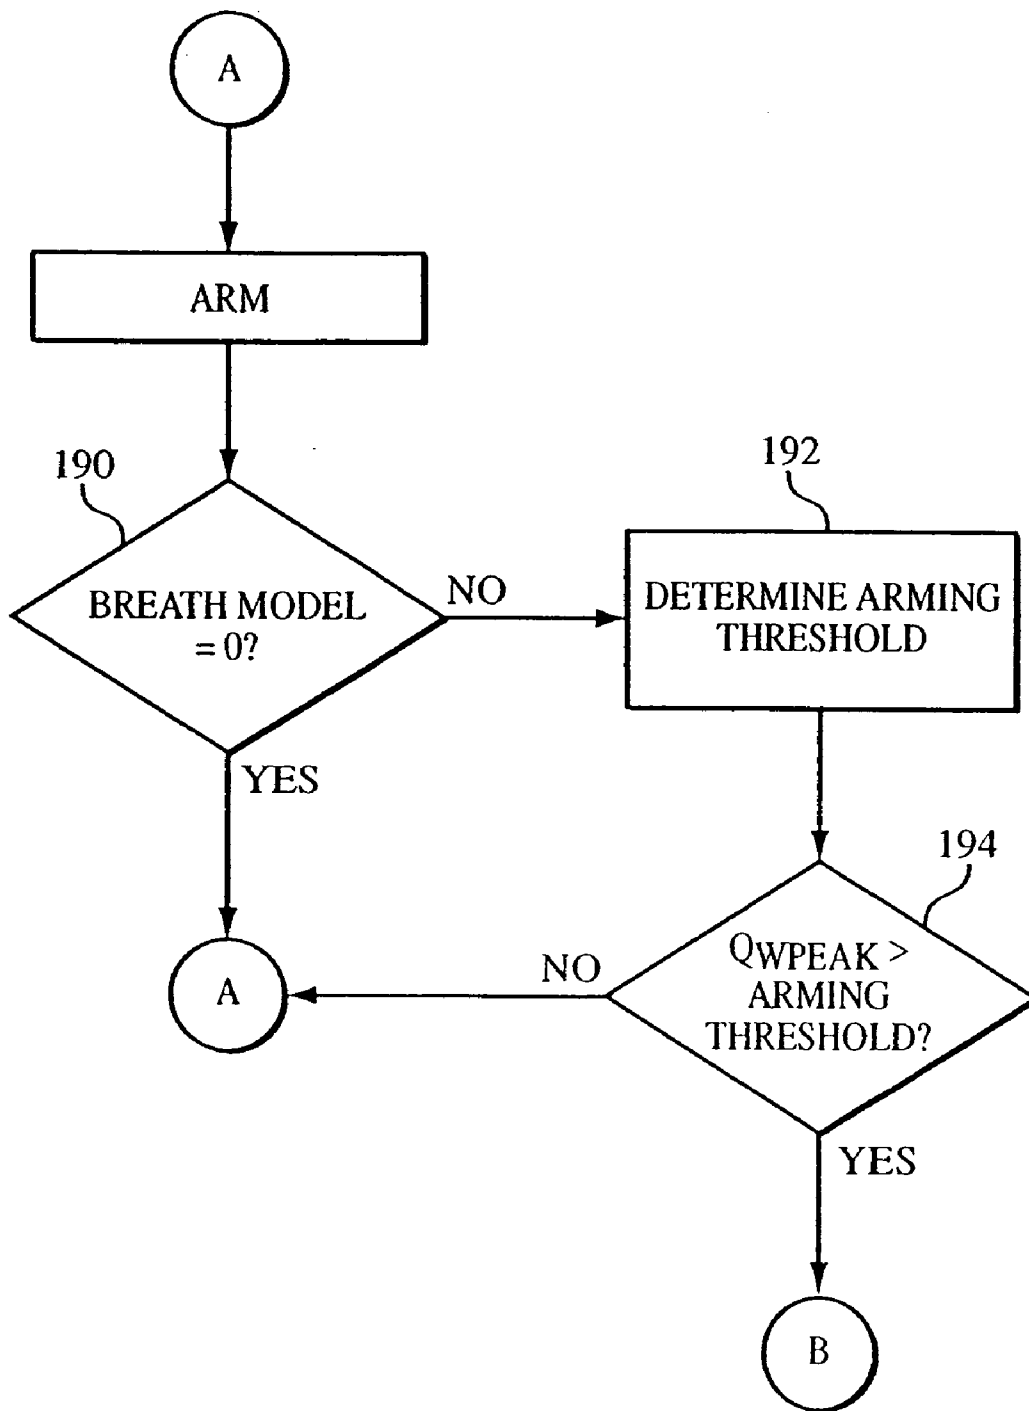 A
ARM
190
BREATH MODEL
= 0?
NO
YES
192
DETERMINE ARMING
THRESHOLD
194
QWPEAK >
ARMING
THRESHOLD?
NO
A
YES
B